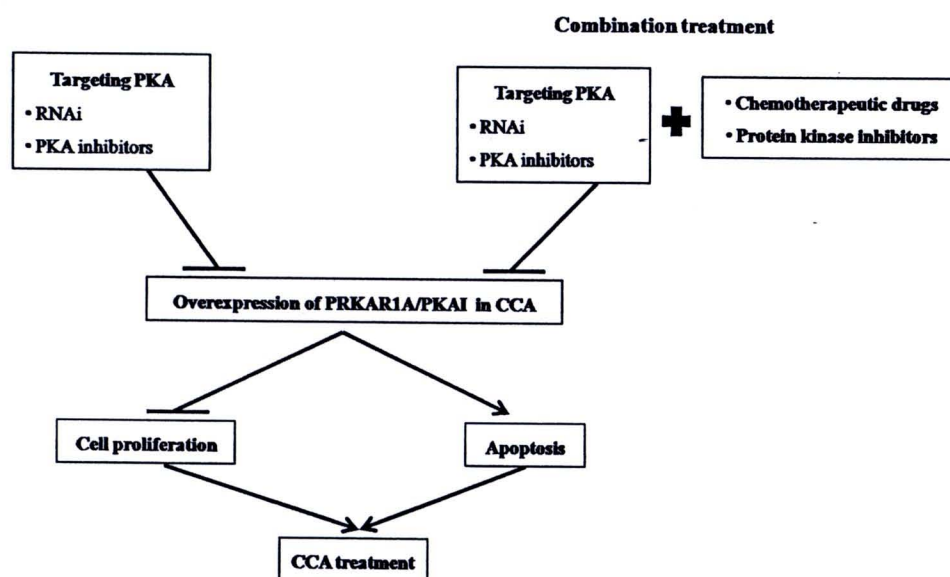 Combination treatment
Targeting PKA
• RNAi
• PKA inhibitors
Targeting PKA
• RNAi
• PKA inhibitors
• Chemotherapeutic drugs
• Protein kinase inhibitors
Overexpression of PRKAR1A/PKAI in CCA
Cell proliferation
Apoptosis
CCA treatment